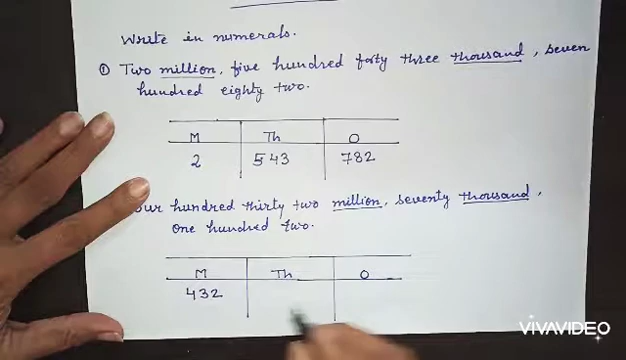 Write in numerals.
① Two million, five hundred forty three thousand, seven
hundred eighty two.
M Th O
2 543 782
our hundred thirty two million, seventy thousand,
one hundred two.
M Th O
432
VIVAVIDEO